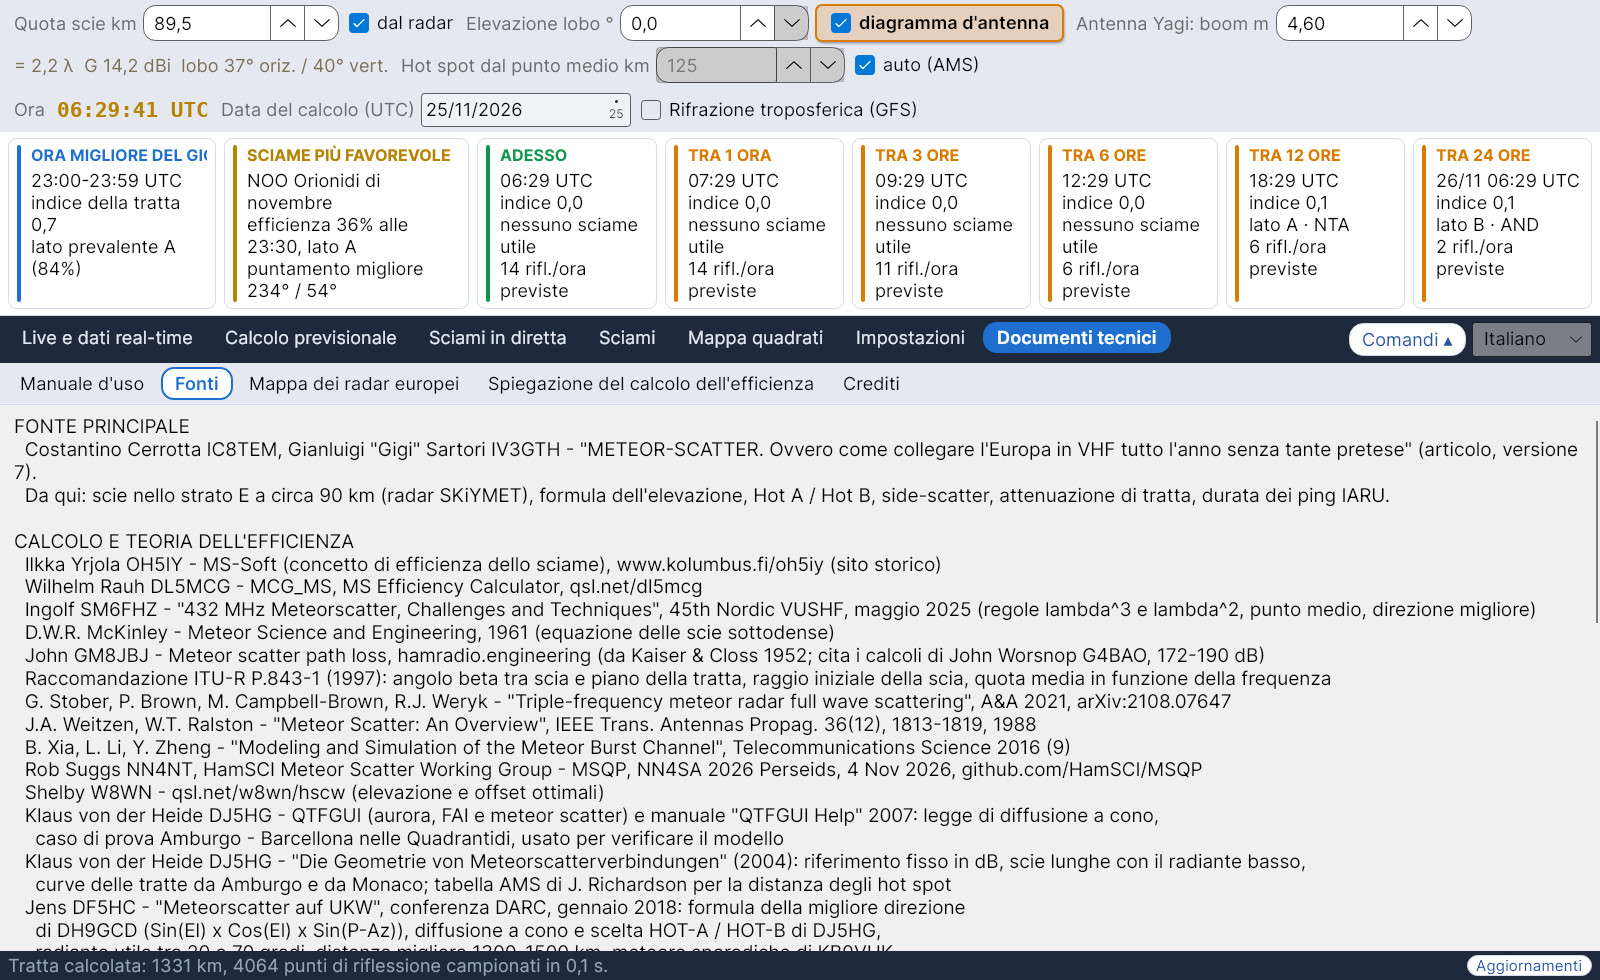 Quota scie km 89,5 dal radar Elevazione lobo ° 0,0 diagramma d'antenna Antenna Yagi: boom m 4,60
= 2,2 λ G 14,2 dBi lobo 37° oriz. / 40° vert. Hot spot dal punto medio km 125 auto (AMS)
Ora 06:29:41 UTC Data del calcolo (UTC) 25/11/2026 25 Rifrazione troposferica (GFS)
ORA MIGLIORE DEL GI
23:00-23:59 UTC
indice della tratta
0,7
lato prevalente A
(84%)
SCIAME PIÙ FAVOREVOLE
NOO Orionidi di
novembre
efficienza 36% alle
23:30, lato A
puntamento migliore
234° / 54°
ADESSO
06:29 UTC
indice 0,0
nessuno sciame
utile
14 rifl./ora
previste
TRA 1 ORA
07:29 UTC
indice 0,0
nessuno sciame
utile
14 rifl./ora
previste
TRA 3 ORE
09:29 UTC
indice 0,0
nessuno sciame
utile
11 rifl./ora
previste
TRA 6 ORE
12:29 UTC
indice 0,0
nessuno sciame
utile
6 rifl./ora
previste
TRA 12 ORE
18:29 UTC
indice 0,1
lato A · NTA
6 rifl./ora
previste
TRA 24 ORE
26/11 06:29 UTC
indice 0,1
lato B · AND
2 rifl./ora
previste
Live e dati real-time Calcolo previsionale Sciami in diretta Sciami Mappa quadrati Impostazioni Documenti tecnici Comandi ▴ Italiano
Manuale d'uso Fonti Mappa dei radar europei Spiegazione del calcolo dell'efficienza Crediti
FONTE PRINCIPALE
Costantino Cerrotta IC8TEM, Gianluigi "Gigi" Sartori IV3GTH - "METEOR-SCATTER. Ovvero come collegare l'Europa in VHF tutto l'anno senza tante pretese" (articolo, versione
7).
Da qui: scie nello strato E a circa 90 km (radar SKiYMET), formula dell'elevazione, Hot A / Hot B, side-scatter, attenuazione di tratta, durata dei ping IARU.
CALCOLO E TEORIA DELL'EFFICIENZA
Ilkka Yrjola OH5IY - MS-Soft (concetto di efficienza dello sciame), www.kolumbus.fi/oh5iy (sito storico)
Wilhelm Rauh DL5MCG - MCG_MS, MS Efficiency Calculator, qsl.net/dl5mcg
Ingolf SM6FHZ - "432 MHz Meteorscatter, Challenges and Techniques", 45th Nordic VUSHF, maggio 2025 (regole lambda^3 e lambda^2, punto medio, direzione migliore)
D.W.R. McKinley - Meteor Science and Engineering, 1961 (equazione delle scie sottodense)
John GM8JBJ - Meteor scatter path loss, hamradio.engineering (da Kaiser & Closs 1952; cita i calcoli di John Worsnop G4BAO, 172-190 dB)
Raccomandazione ITU-R P.843-1 (1997): angolo beta tra scia e piano della tratta, raggio iniziale della scia, quota media in funzione della frequenza
G. Stober, P. Brown, M. Campbell-Brown, R.J. Weryk - "Triple-frequency meteor radar full wave scattering", A&A 2021, arXiv:2108.07647
J.A. Weitzen, W.T. Ralston - "Meteor Scatter: An Overview", IEEE Trans. Antennas Propag. 36(12), 1813-1819, 1988
B. Xia, L. Li, Y. Zheng - "Modeling and Simulation of the Meteor Burst Channel", Telecommunications Science 2016 (9)
Rob Suggs NN4NT, HamSCI Meteor Scatter Working Group - MSQP, NN4SA 2026 Perseids, 4 Nov 2026, github.com/HamSCI/MSQP
Shelby W8WN - qsl.net/w8wn/hscw (elevazione e offset ottimali)
Klaus von der Heide DJ5HG - QTFGUI (aurora, FAI e meteor scatter) e manuale "QTFGUI Help" 2007: legge di diffusione a cono,
caso di prova Amburgo - Barcellona nelle Quadrantidi, usato per verificare il modello
Klaus von der Heide DJ5HG - "Die Geometrie von Meteorscatterverbindungen" (2004): riferimento fisso in dB, scie lunghe con il radiante basso,
curve delle tratte da Amburgo e da Monaco; tabella AMS di J. Richardson per la distanza degli hot spot
Jens DF5HC - "Meteorscatter auf UKW", conferenza DARC, gennaio 2018: formula della migliore direzione
di DH9GCD (Sin(El) x Cos(El) x Sin(P-Az)), diffusione a cono e scelta HOT-A / HOT-B di DJ5HG,
radiante utile tra 20 e 70 gradi, distanza migliore 1300-1500 km, meteore sporadiche di KB0VUK
Tratta calcolata: 1331 km, 4064 punti di riflessione campionati in 0,1 s. Aggiornamenti